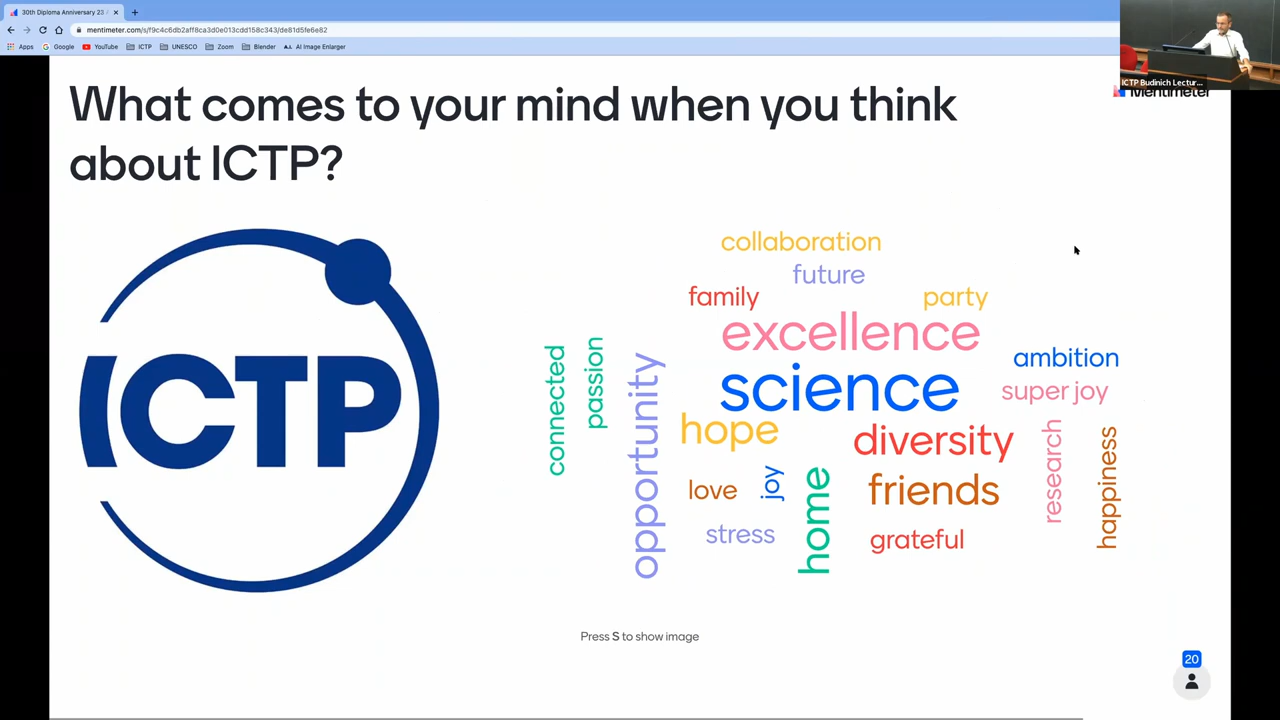 30th Diploma Anniversary 23
mentimeter.com/s/f9c4c6db2aff8ca3d0e013cdd158c343/de81d5fe6e82
Apps
Google
YouTube
ICTP
UNESCO
Zoom
Blender
AI Image Enlarger
ICTP Budinich Lectur...
Mentimeter
What comes to your mind when you think
about ICTP?
ICTP
collaboration
future
family
party
excellence
connected
passion
opportunity
science
ambition
super joy
hope
diversity
research
happiness
love
joy
home
friends
stress
grateful
Press S to show image
20